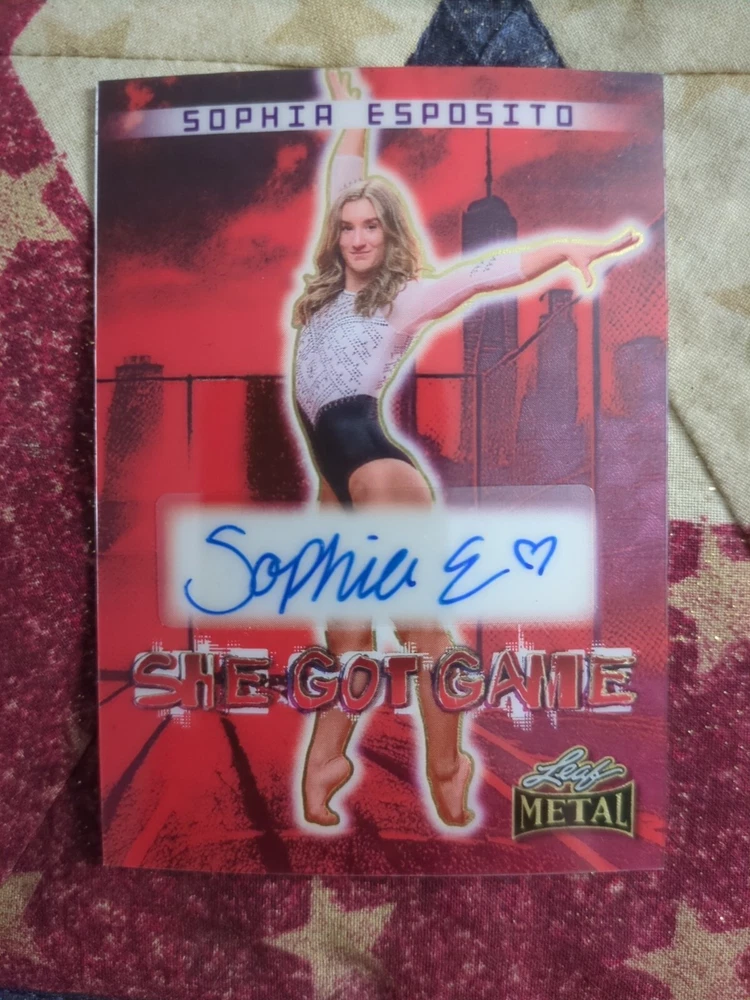 SOPHIA ESPOSITO
Sophia E
SHE GOT GAME
Leaf
METAL